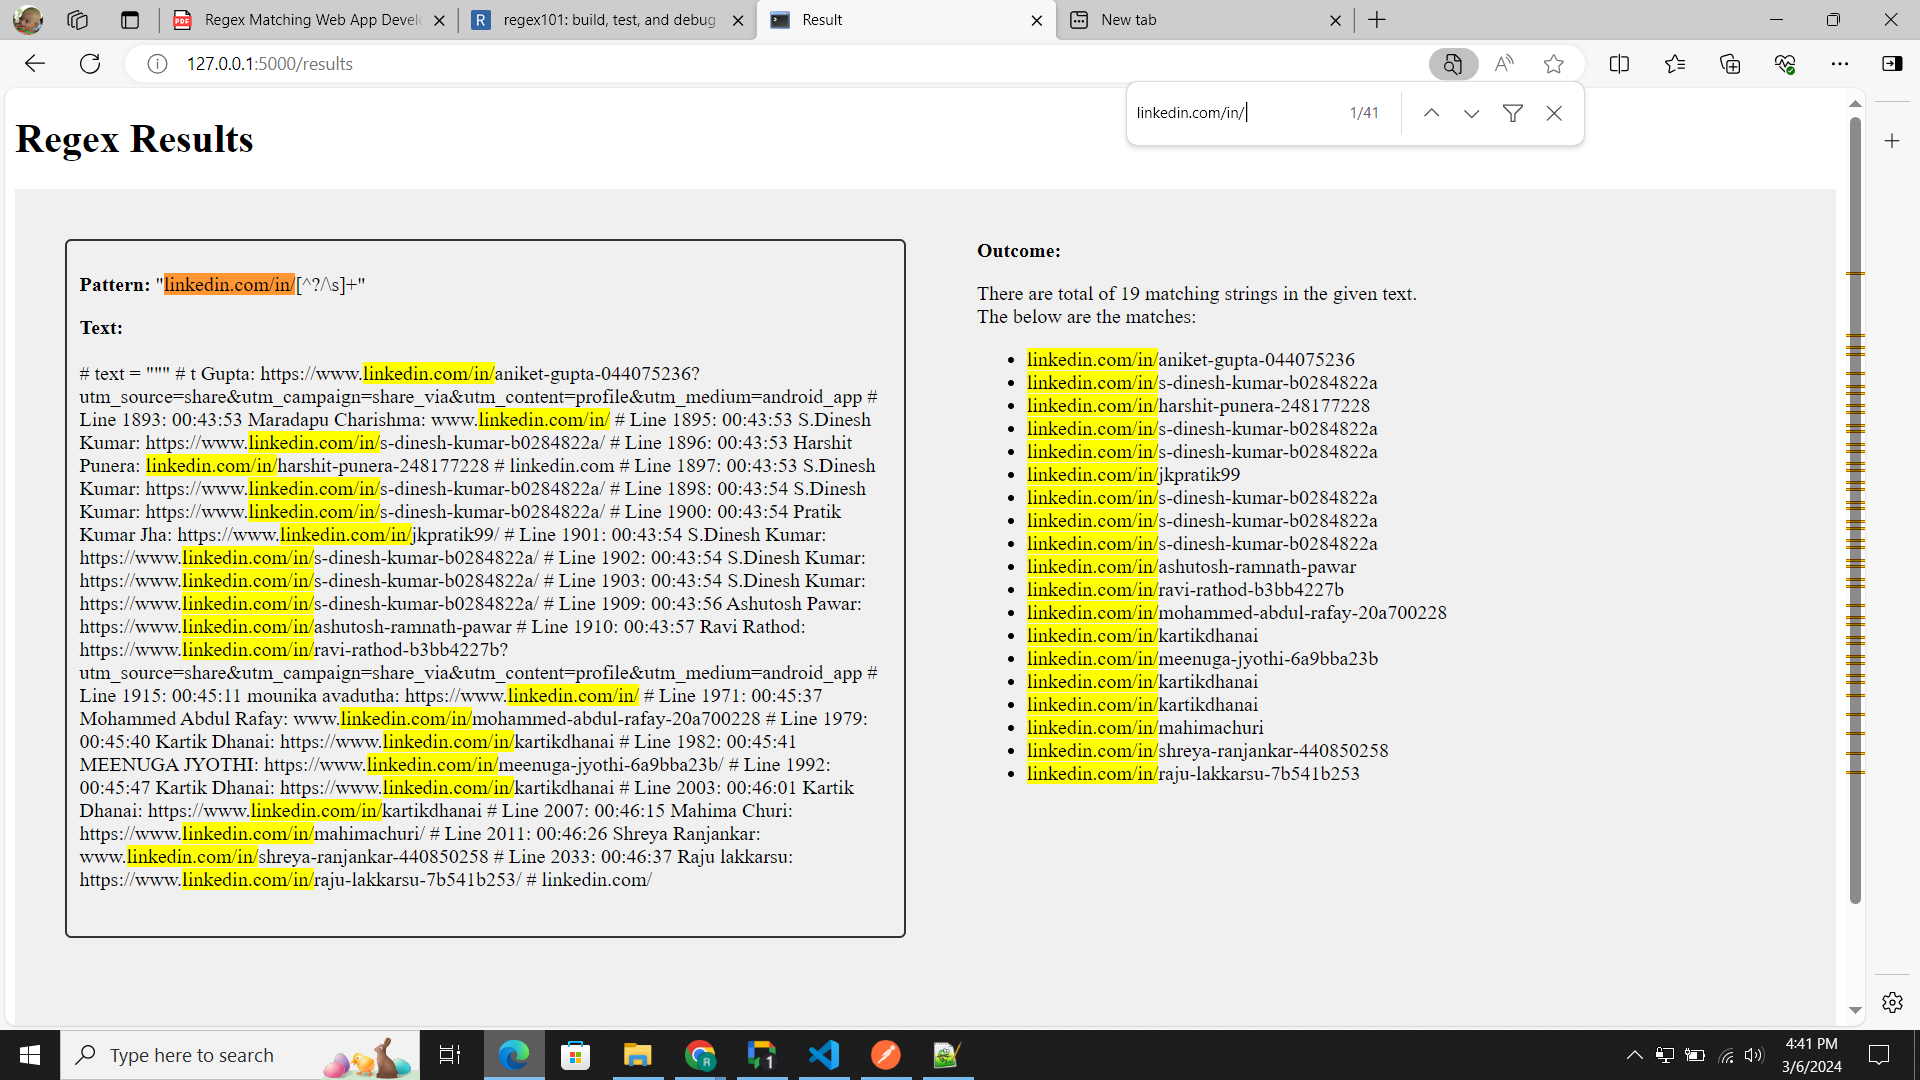 Regex Matching Web App Devel
regex101: build, test, and debug
Result
New tab
127.0.0.1:5000/results
linkedin.com/in/
1/41
Regex Results
Pattern: "linkedin.com/in/[^?/\s]+"
Text:
# text = """ # t Gupta: https://www.linkedin.com/in/aniket-gupta-044075236?
utm_source=share&utm_campaign=share_via&utm_content=profile&utm_medium=android_app #
Line 1893: 00:43:53 Maradapu Charishma: www.linkedin.com/in/ # Line 1895: 00:43:53 S.Dinesh
Kumar: https://www.linkedin.com/in/s-dinesh-kumar-b0284822a/ # Line 1896: 00:43:53 Harshit
Punera: linkedin.com/in/harshit-punera-248177228 # linkedin.com # Line 1897: 00:43:53 S.Dinesh
Kumar: https://www.linkedin.com/in/s-dinesh-kumar-b0284822a/ # Line 1898: 00:43:54 S.Dinesh
Kumar: https://www.linkedin.com/in/s-dinesh-kumar-b0284822a/ # Line 1900: 00:43:54 Pratik
Kumar Jha: https://www.linkedin.com/in/jkpratik99/ # Line 1901: 00:43:54 S.Dinesh Kumar:
https://www.linkedin.com/in/s-dinesh-kumar-b0284822a/ # Line 1902: 00:43:54 S.Dinesh Kumar:
https://www.linkedin.com/in/s-dinesh-kumar-b0284822a/ # Line 1903: 00:43:54 S.Dinesh Kumar:
https://www.linkedin.com/in/s-dinesh-kumar-b0284822a/ # Line 1909: 00:43:56 Ashutosh Pawar:
https://www.linkedin.com/in/ashutosh-ramnath-pawar # Line 1910: 00:43:57 Ravi Rathod:
https://www.linkedin.com/in/ravi-rathod-b3bb4227b?
utm_source=share&utm_campaign=share_via&utm_content=profile&utm_medium=android_app #
Line 1915: 00:45:11 mounika avadutha: https://www.linkedin.com/in/ # Line 1971: 00:45:37
Mohammed Abdul Rafay: www.linkedin.com/in/mohammed-abdul-rafay-20a700228 # Line 1979:
00:45:40 Kartik Dhanai: https://www.linkedin.com/in/kartikdhanai # Line 1982: 00:45:41
MEENUGA JYOTHI: https://www.linkedin.com/in/meenuga-jyothi-6a9bba23b/ # Line 1992:
00:45:47 Kartik Dhanai: https://www.linkedin.com/in/kartikdhanai # Line 2003: 00:46:01 Kartik
Dhanai: https://www.linkedin.com/in/kartikdhanai # Line 2007: 00:46:15 Mahima Churi:
https://www.linkedin.com/in/mahimachuri/ # Line 2011: 00:46:26 Shreya Ranjankar:
www.linkedin.com/in/shreya-ranjankar-440850258 # Line 2033: 00:46:37 Raju lakkarsu:
https://www.linkedin.com/in/raju-lakkarsu-7b541b253/ # linkedin.com/
Outcome:
There are total of 19 matching strings in the given text.
The below are the matches:
• linkedin.com/in/aniket-gupta-044075236
• linkedin.com/in/s-dinesh-kumar-b0284822a
• linkedin.com/in/harshit-punera-248177228
• linkedin.com/in/s-dinesh-kumar-b0284822a
• linkedin.com/in/s-dinesh-kumar-b0284822a
• linkedin.com/in/jkpratik99
• linkedin.com/in/s-dinesh-kumar-b0284822a
• linkedin.com/in/s-dinesh-kumar-b0284822a
• linkedin.com/in/s-dinesh-kumar-b0284822a
• linkedin.com/in/ashutosh-ramnath-pawar
• linkedin.com/in/ravi-rathod-b3bb4227b
• linkedin.com/in/mohammed-abdul-rafay-20a700228
• linkedin.com/in/kartikdhanai
• linkedin.com/in/meenuga-jyothi-6a9bba23b
• linkedin.com/in/kartikdhanai
• linkedin.com/in/kartikdhanai
• linkedin.com/in/mahimachuri
• linkedin.com/in/shreya-ranjankar-440850258
• linkedin.com/in/raju-lakkarsu-7b541b253
Type here to search
4:41 PM
3/6/2024